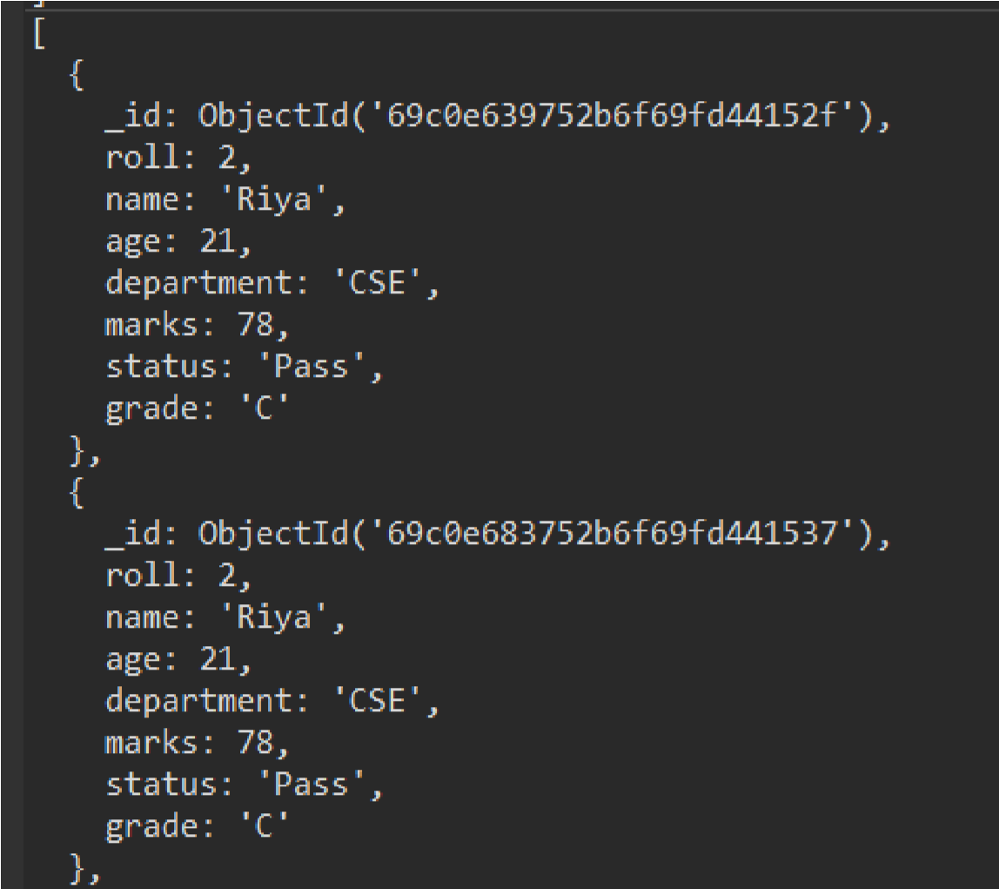 [
  {
    _id: ObjectId('69c0e639752b6f69fd44152f'),
    roll: 2,
    name: 'Riya',
    age: 21,
    department: 'CSE',
    marks: 78,
    status: 'Pass',
    grade: 'C'
  },
  {
    _id: ObjectId('69c0e683752b6f69fd441537'),
    roll: 2,
    name: 'Riya',
    age: 21,
    department: 'CSE',
    marks: 78,
    status: 'Pass',
    grade: 'C'
  },